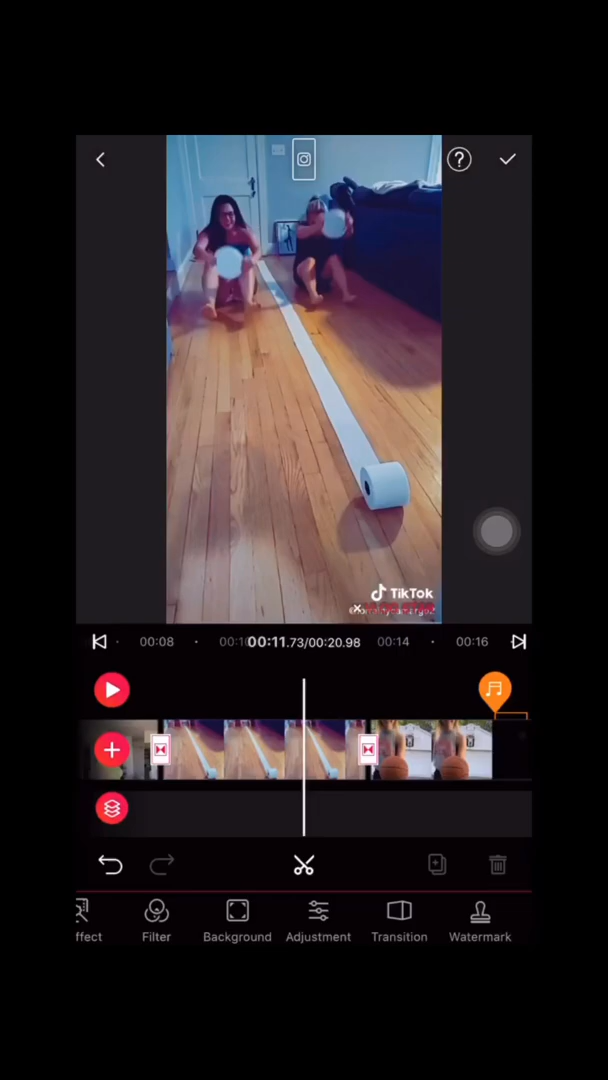 ?
TikTok
00:08
00:11.73/00:20.98
00:14
00:16
ffect
Filter
Background
Adjustment
Transition
Watermark